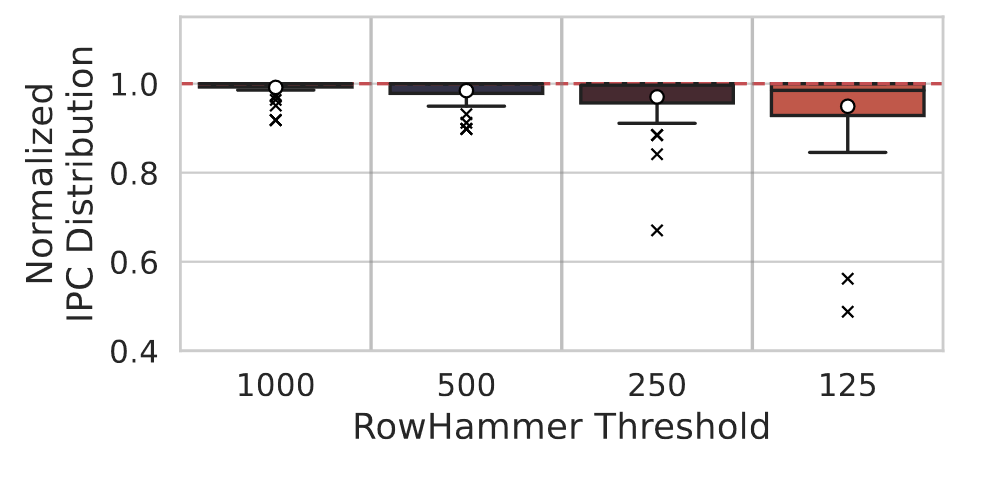 Normalized
IPC Distribution
1.0
0.8
0.6
0.4
1000 500 250 125
RowHammer Threshold